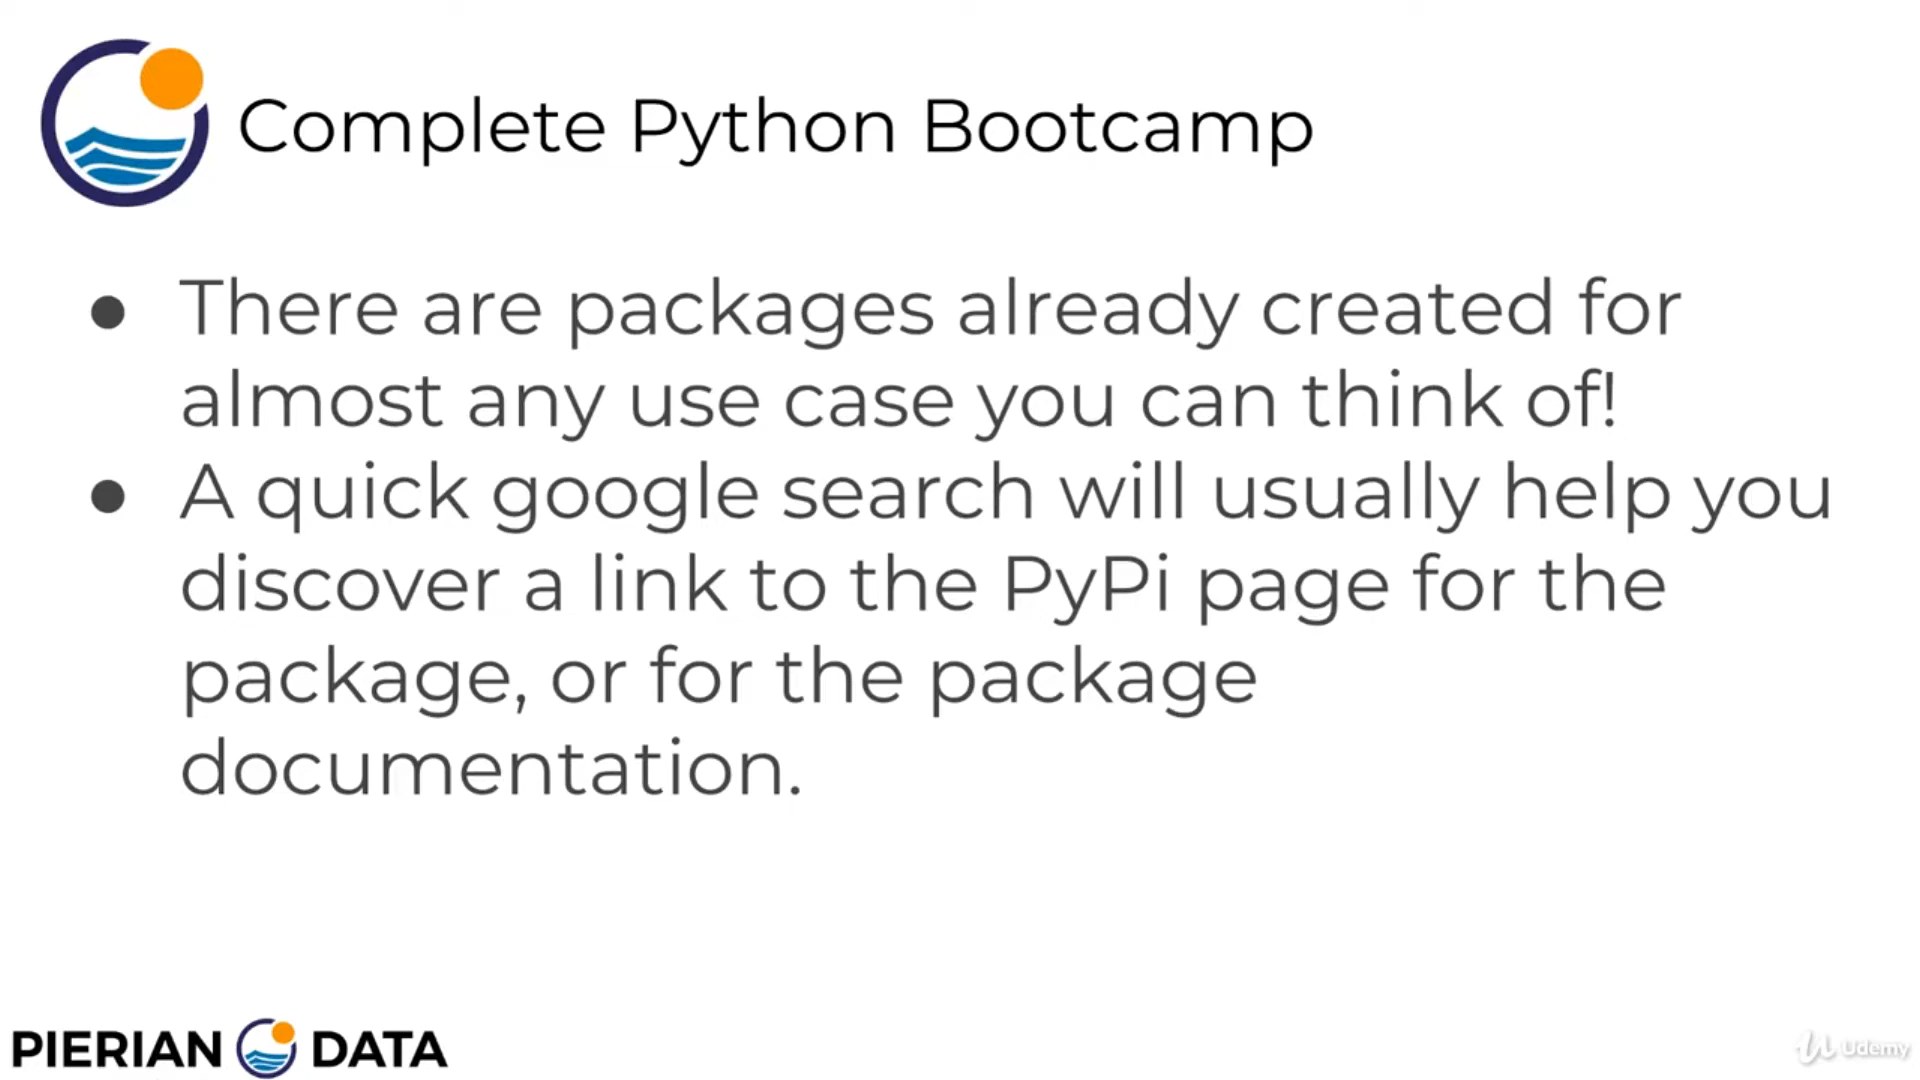 Complete Python Bootcamp
● There are packages already created for
almost any use case you can think of!
● A quick google search will usually help you
discover a link to the PyPi page for the
package, or for the package
documentation.
PIERIAN DATA
Udemy